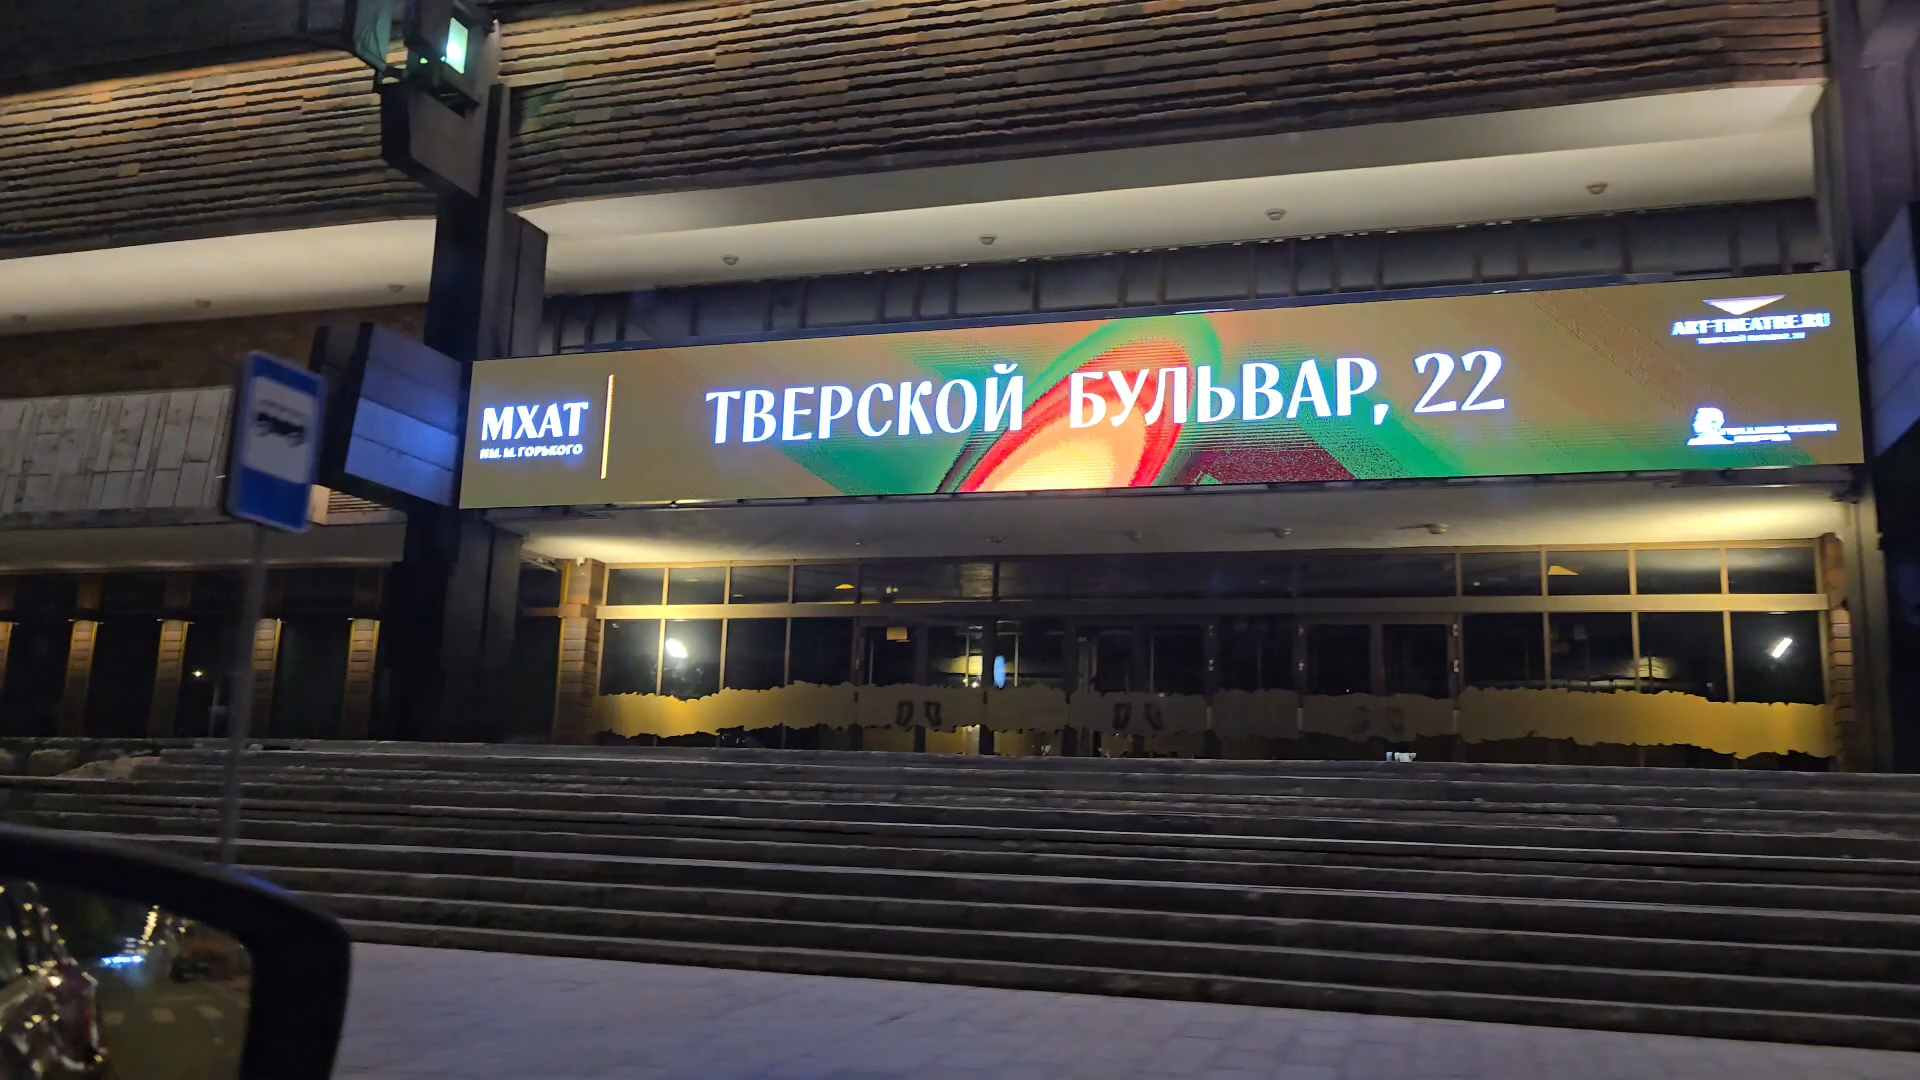 МХАТ
ИМ. М. ГОРЬКОГО
ТВЕРСКОЙ БУЛЬВАР, 22
ART-THEATRE.RU